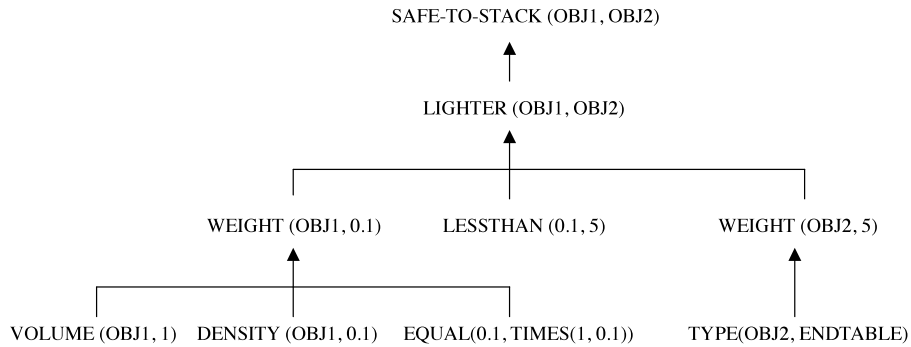 SAFE-TO-STACK (OBJ1, OBJ2)
LIGHTER (OBJ1, OBJ2)
WEIGHT (OBJ1, 0.1) LESSTHAN (0.1, 5) WEIGHT (OBJ2, 5)
VOLUME (OBJ1, 1) DENSITY (OBJ1, 0.1) EQUAL(0.1, TIMES(1, 0.1)) TYPE(OBJ2, ENDTABLE)